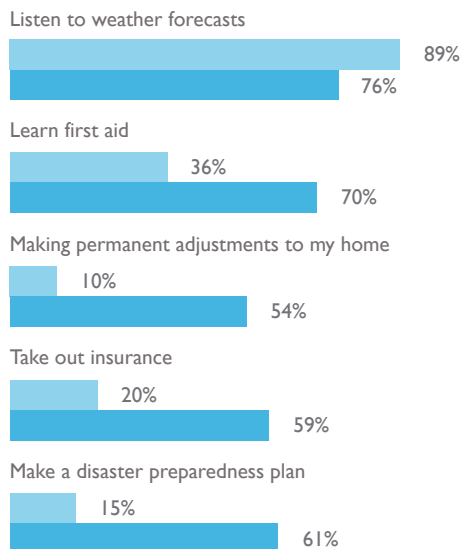 Listen to weather forecasts
89%
76%
Learn first aid
36%
70%
Making permanent adjustments to my home
10%
54%
Take out insurance
20%
59%
Make a disaster preparedness plan
15%
61%